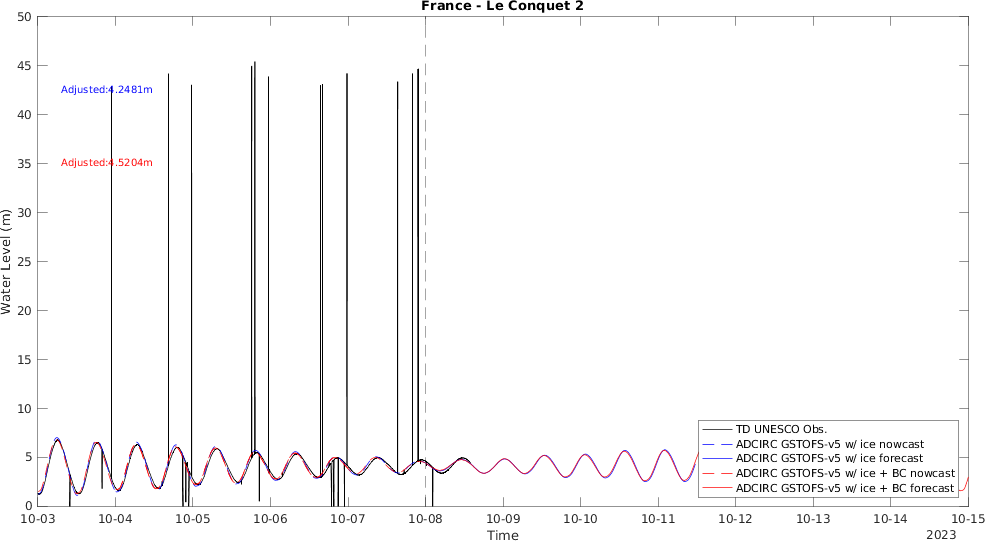 France - Le Conquet 2
Water Level (m)
50
45
40
35
30
25
20
15
10
5
0
Adjusted:4.2481m
Adjusted:4.5204m
TD UNESCO Obs.
ADCIRC GSTOFS-v5 w/ ice nowcast
ADCIRC GSTOFS-v5 w/ ice forecast
ADCIRC GSTOFS-v5 w/ ice + BC nowcast
ADCIRC GSTOFS-v5 w/ ice + BC forecast
10-03 10-04 10-05 10-06 10-07 10-08 10-09 10-10 10-11 10-12 10-13 10-14 10-15
Time
2023